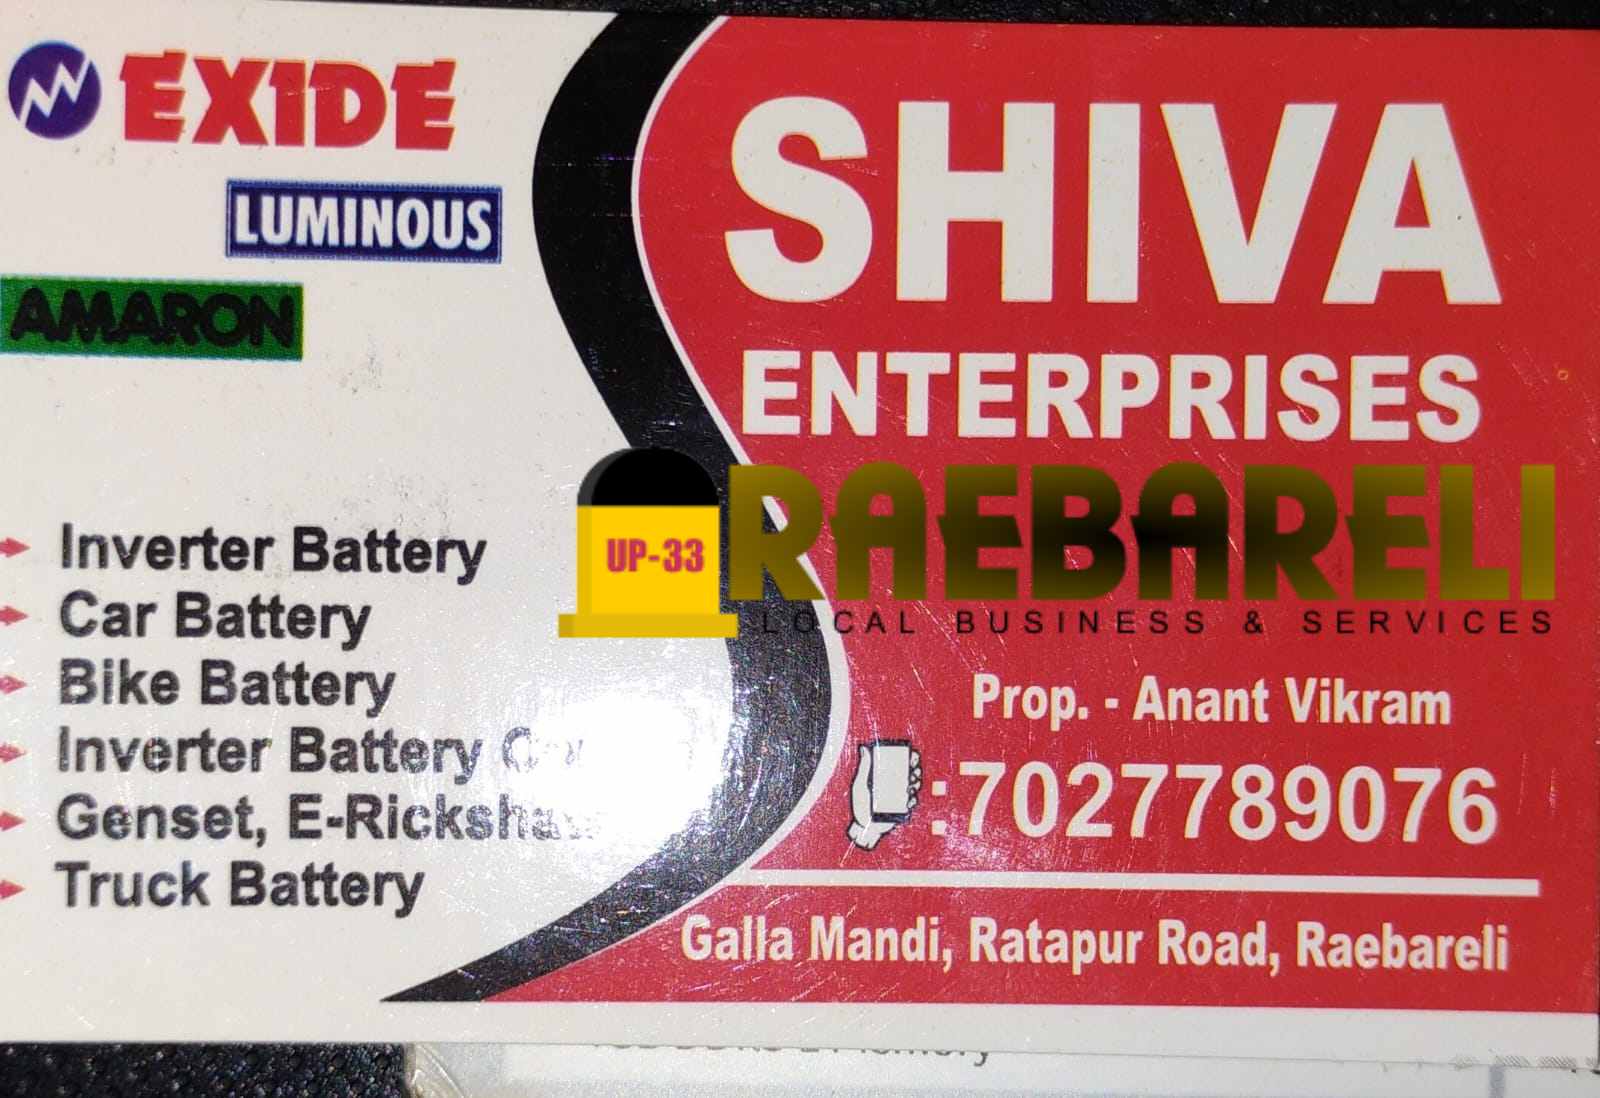 EXIDE
LUMINOUS
AMARON
Inverter Battery
Car Battery
Bike Battery
Inverter Battery
Genset, E-Ricksha
Truck Battery
SHIVA
ENTERPRISES
UP-33 RAEBARELI
LOCAL BUSINESS & SERVICES
Prop. - Anant Vikram
:7027789076
Galla Mandi, Ratapur Road, Raebareli